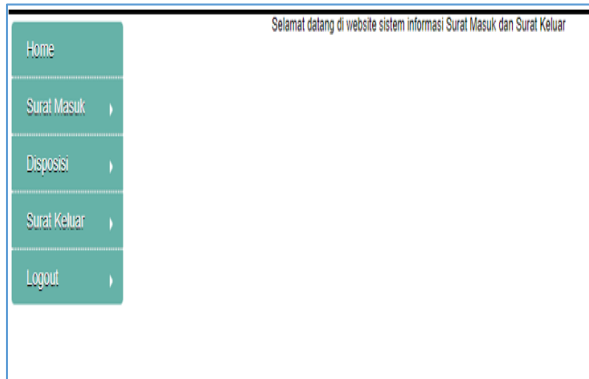 Selamat datang di website sistem informasi Surat Masuk dan Surat Keluar
Home
Surat Masuk
Disposisi
Surat Keluar
Logout